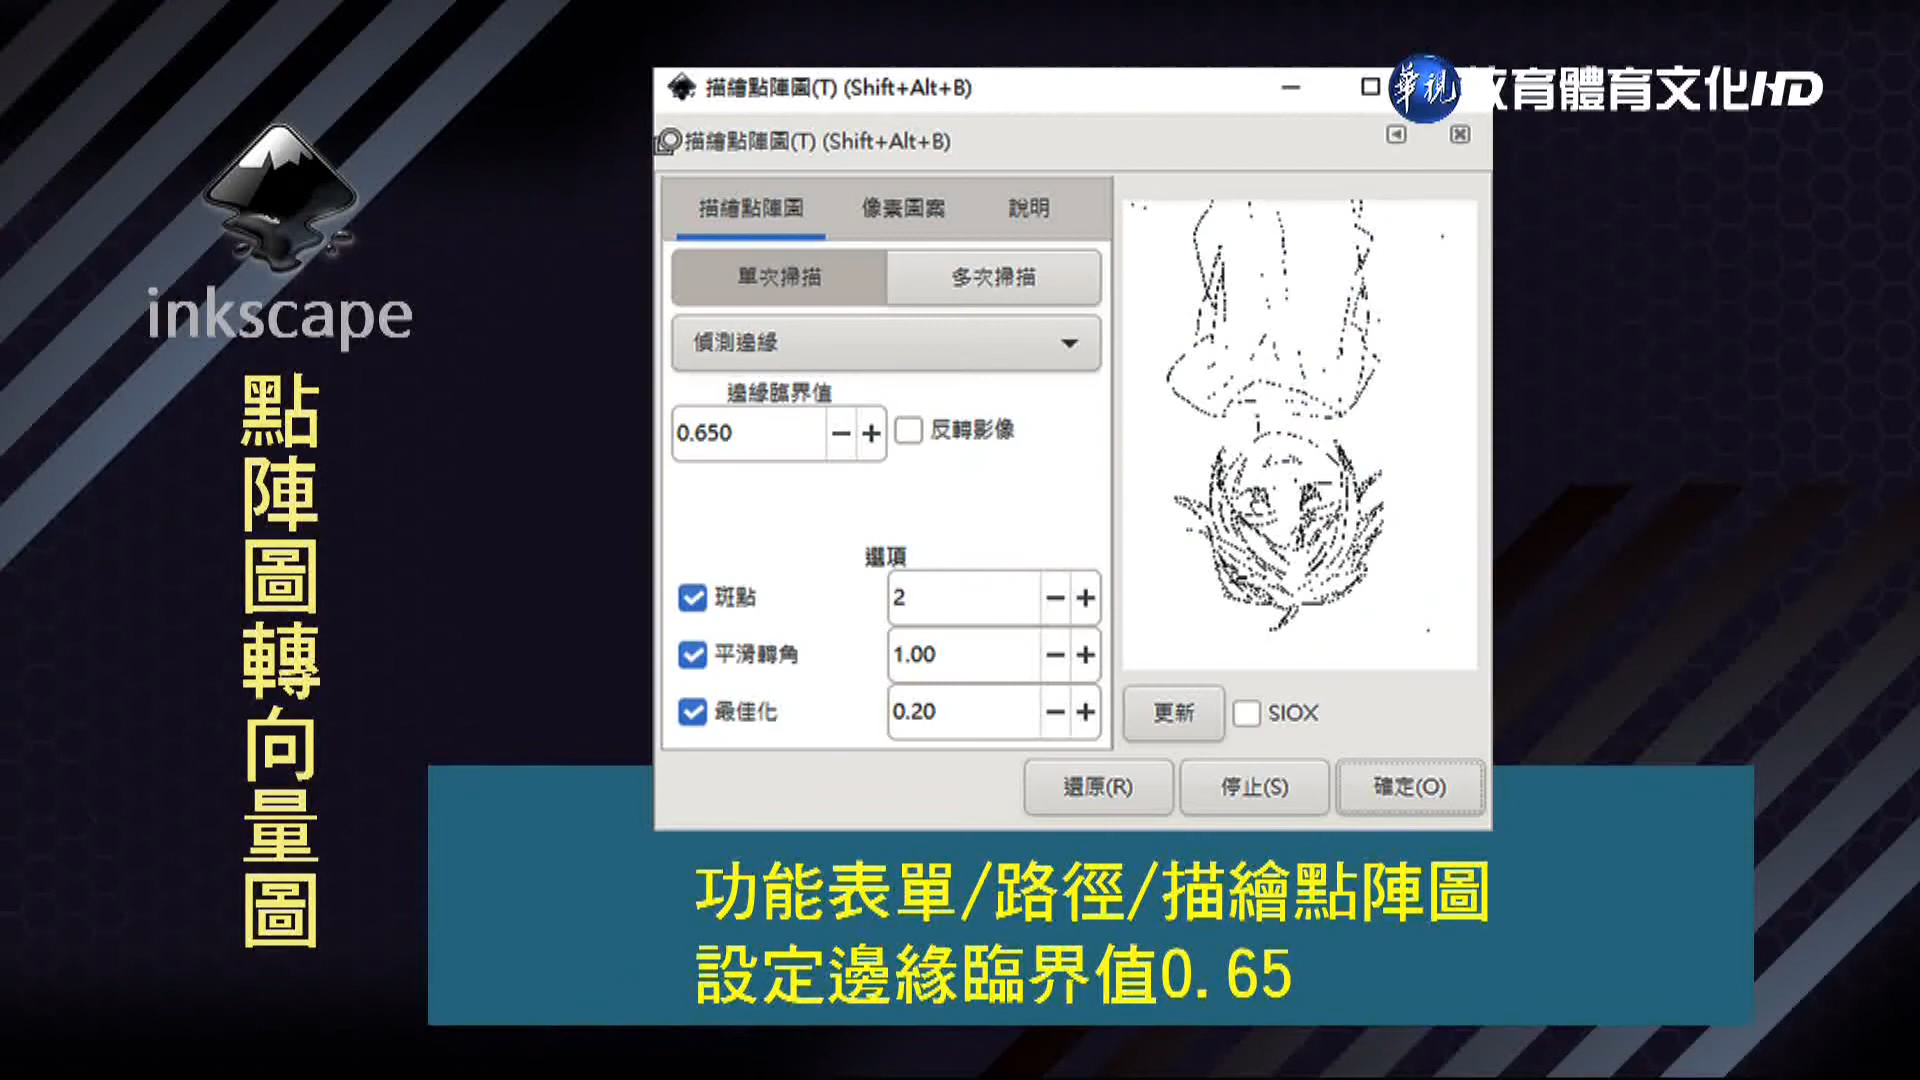 描繪點陣圖(T) (Shift+Alt+B)
華視 教育體育文化HD
描繪點陣圖(T) (Shift+Alt+B)
inkscape
點陣圖轉向量圖
描繪點陣圖 像素圖案 說明
單次掃描 多次掃描
偵測邊緣
邊緣臨界值
0.650 − + 反轉影像
選項
斑點 2 − +
平滑轉角 1.00 − +
最佳化 0.20 − +
更新 SIOX
還原(R) 停止(S) 確定(O)
功能表單/路徑/描繪點陣圖
設定邊緣臨界值0.65